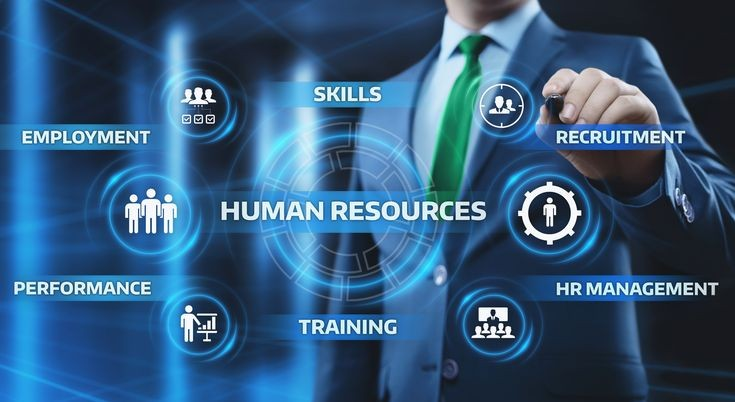 SKILLS
EMPLOYMENT
RECRUITMENT
HUMAN RESOURCES
PERFORMANCE
HR MANAGEMENT
TRAINING